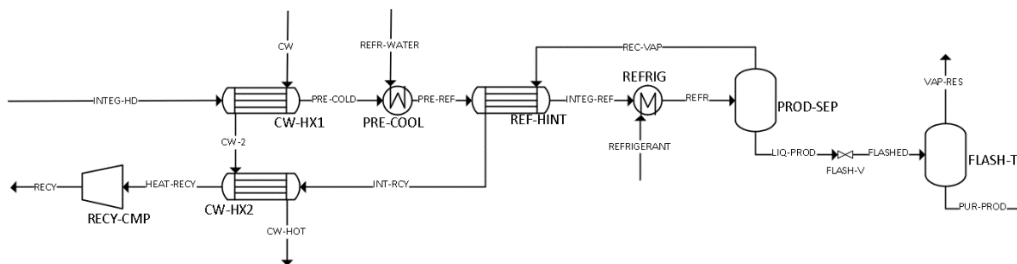 CW
REFR-WATER
REC-VAP
REFRIG
VAP-RES
INTEG-HD
PRE-COLD
PRE-REF
INTEG-REF
REFR
PROD-SEP
CW-HX1
PRE-COOL
REF-HINT
CW-2
REFRIGERANT
LIQ-PROD
FLASHED
FLASH-V
FLASH-T
RECY
HEAT-RECY
INT-RCY
RECY-CMP
CW-HX2
PUR-PROD
CW-HOT